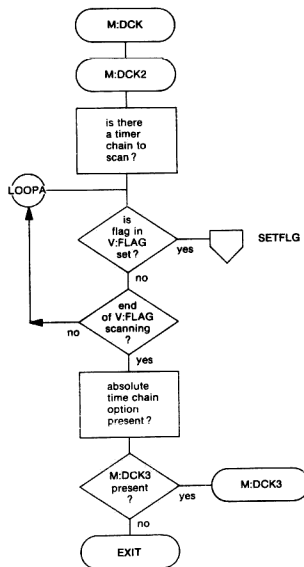 M:DCK
M:DCK2
is there
a timer
chain to
scan?
LOOPA
is
flag in
V:FLAG
set?
yes
SETFLG
no
end
of V:FLAG
scanning
?
no
yes
absolute
time chain
option
present?
M:DCK3
present
?
yes
M:DCK3
no
EXIT